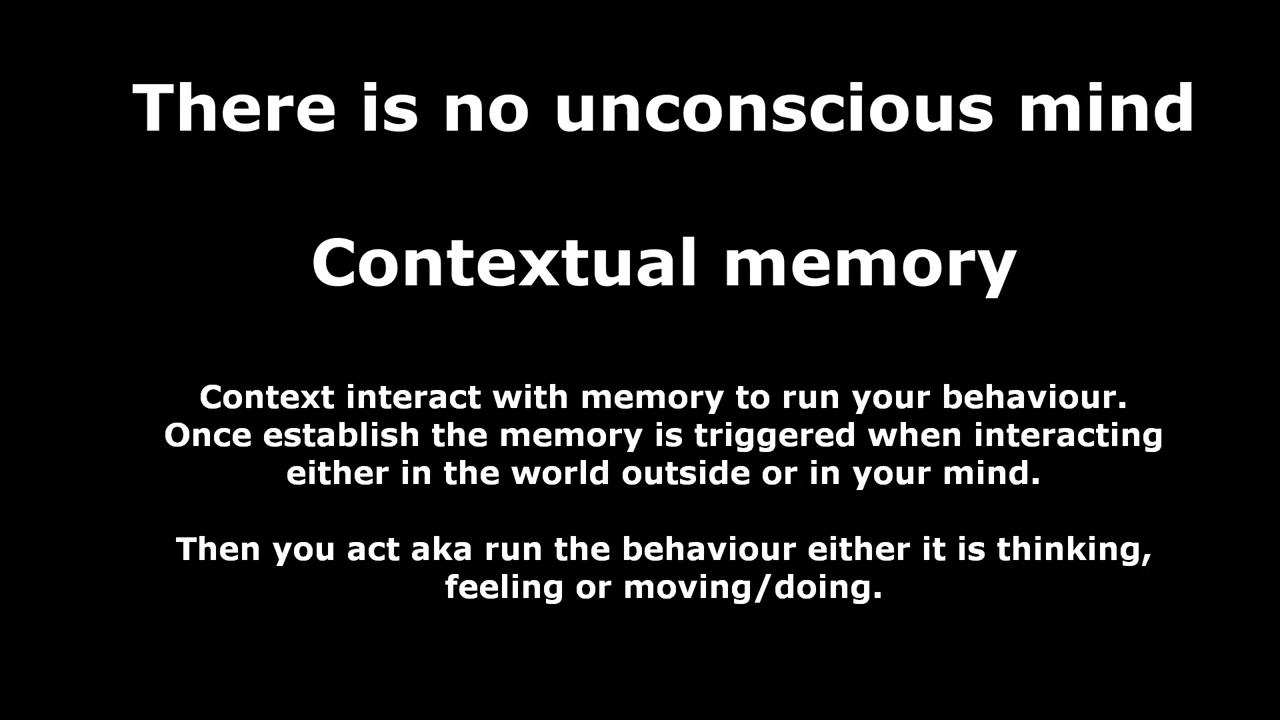 There is no unconscious mind
Contextual memory
Context interact with memory to run your behaviour.
Once establish the memory is triggered when interacting
either in the world outside or in your mind.
Then you act aka run the behaviour either it is thinking,
feeling or moving/doing.